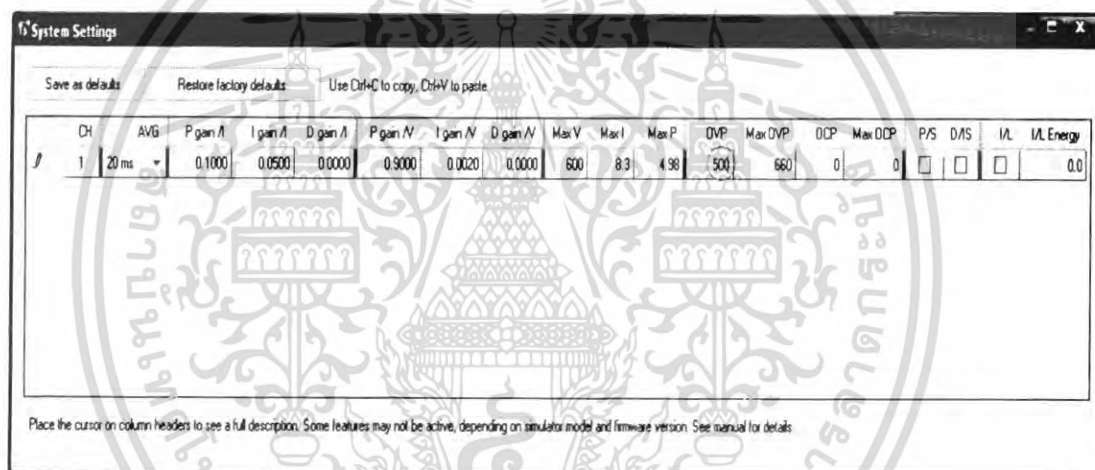 System Settings
Save as defaults Restore factory defaults Use Ctrl+C to copy, Ctrl+V to paste
CH AVG P gain /I I gain /I D gain /I P gain /V I gain /V D gain /V Max V Max I Max P OVP Max OVP OCP Max OCP P/S D/IS I/L I/L Energy
1 20 ms 0.1000 0.0500 0.0000 0.9000 0.0020 0.0000 600 8.3 4.98 500 660 0 0 0.0
Place the cursor on column headers to see a full description. Some features may not be active, depending on simulator model and firmware version. See manual for details